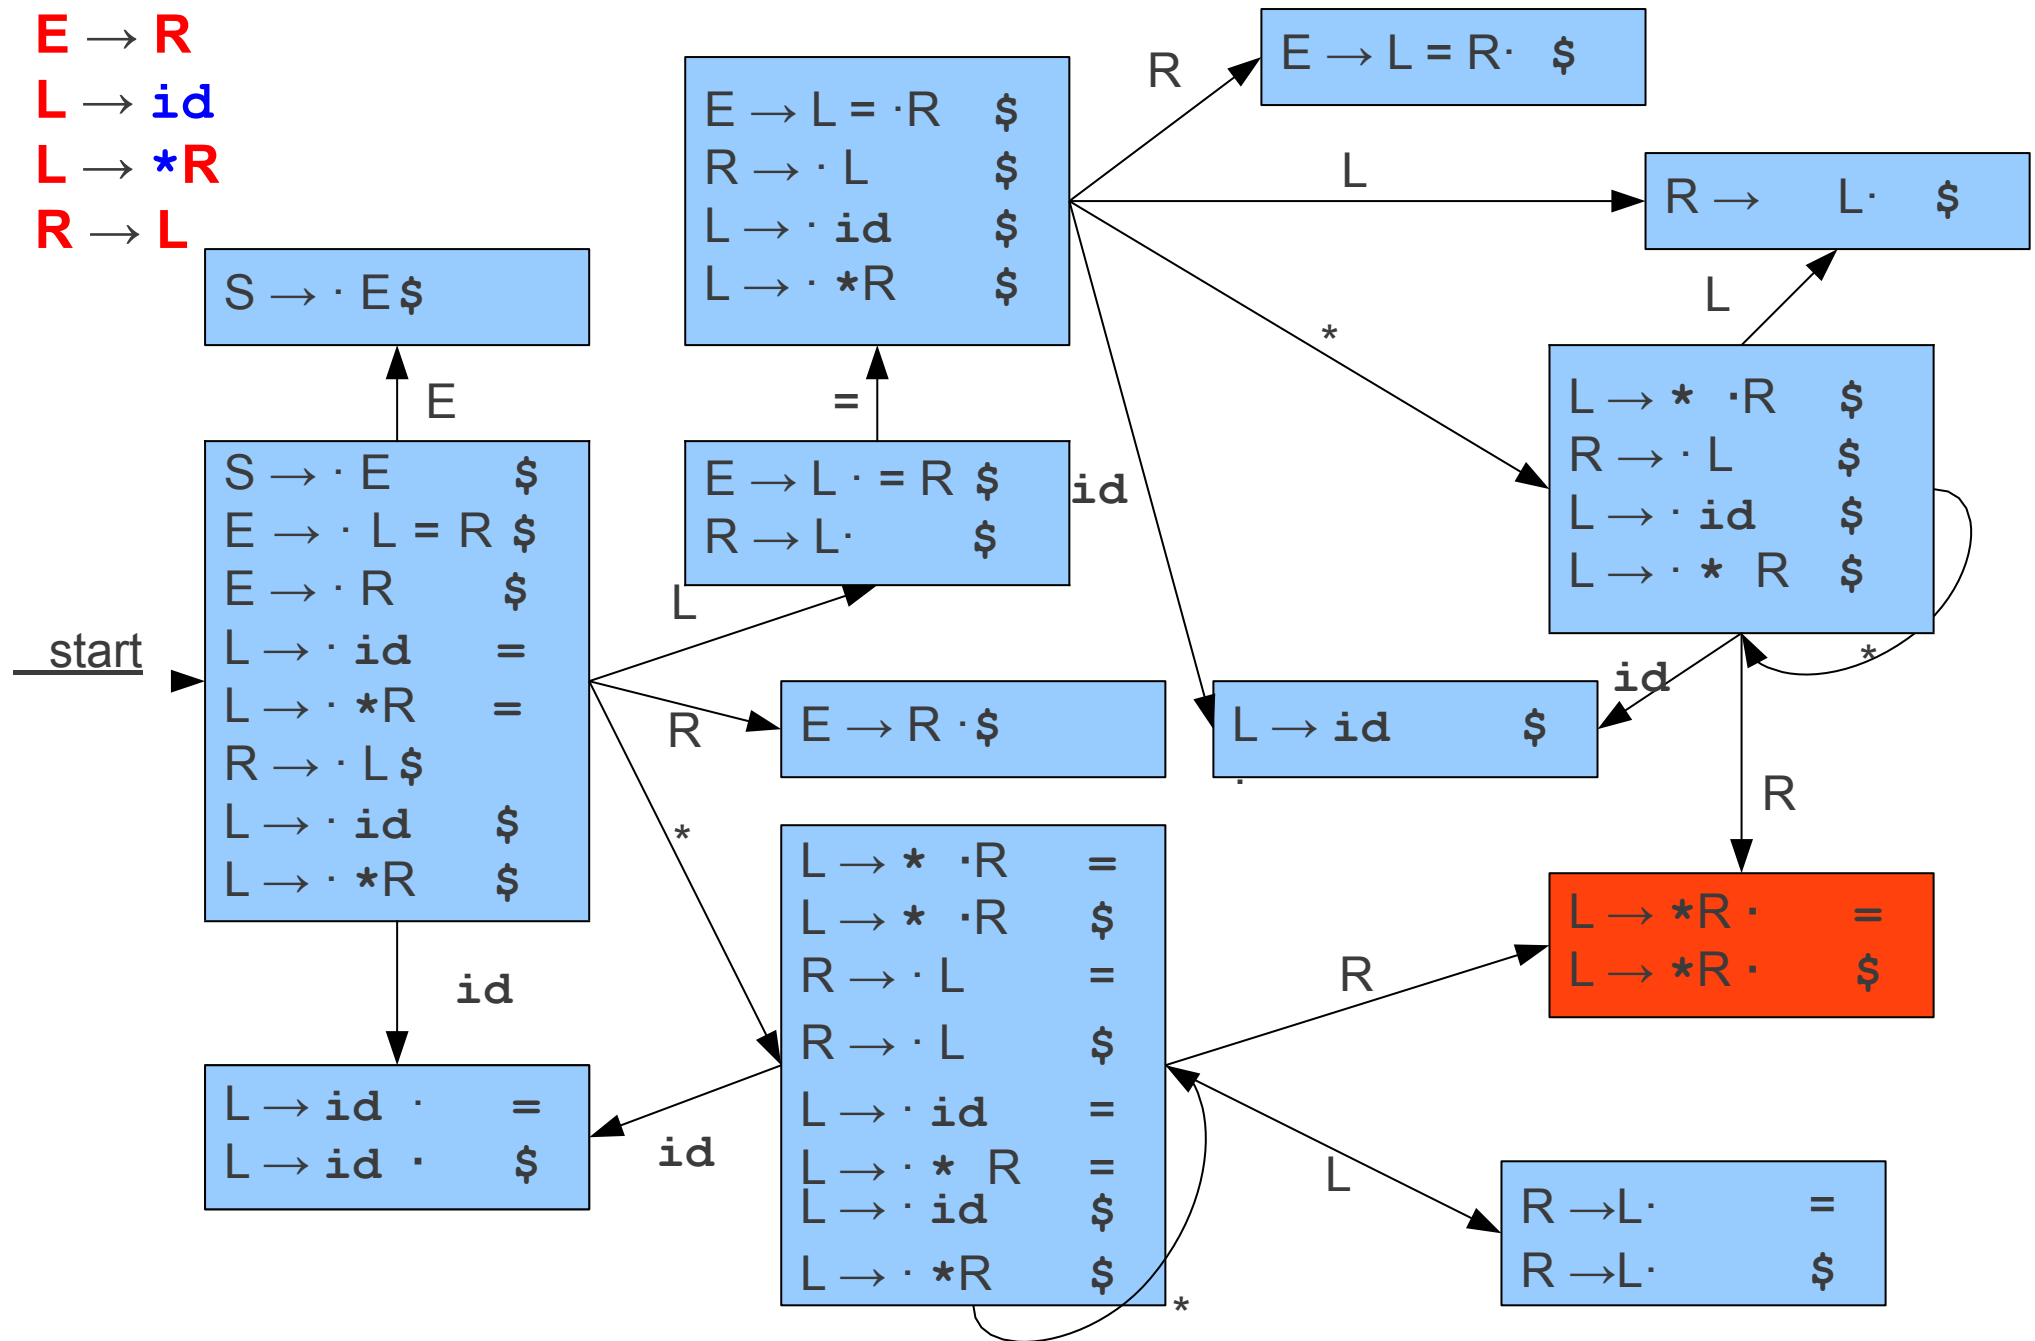 E → R
L → id
L → *R
R → L
S → · E $
E
start
S → · E $
E → · L = R $
E → · R $
L → · id =
L → · *R =
R → · L $
L → · id $
L → · *R $
id
L → id · =
L → id · $
E → L = · R $
R → · L $
L → · id $
L → · *R $
=
E → L · = R $
R → L · $
L
R
E → R · $
*
id
L → * · R =
L → * · R $
R → · L =
R → · L $
L → · id =
L → · * R =
L → · id $
L → · *R $
*
R
E → L = R · $
L
R → L · $
L
*
id
L → * · R $
R → · L $
L → · id $
L → · * R $
*
id
L → id $
·
R
R
L → *R · =
L → *R · $
L
R → L · =
R → L · $